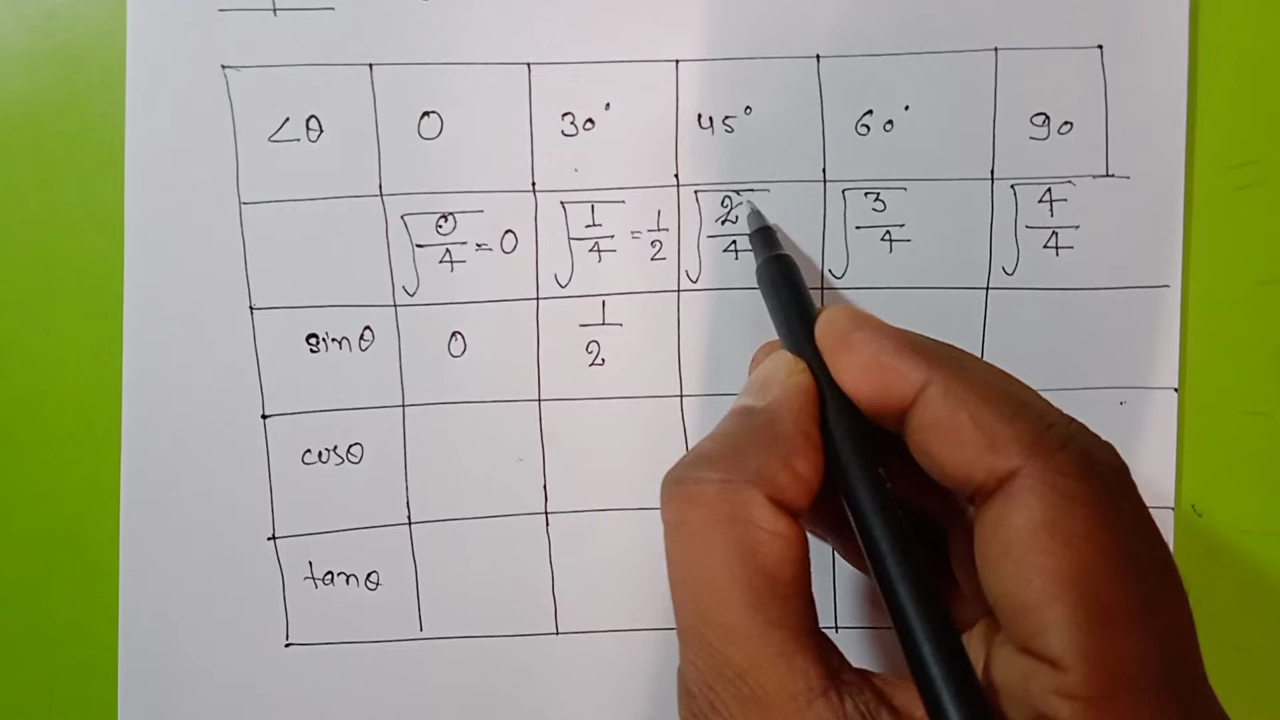 ∠θ 0 30° 45° 60° 90
√0/4 = 0 √1/4 = 1/2 √2/4 √3/4 √4/4
sinθ 0 1/2
cosθ
tanθ